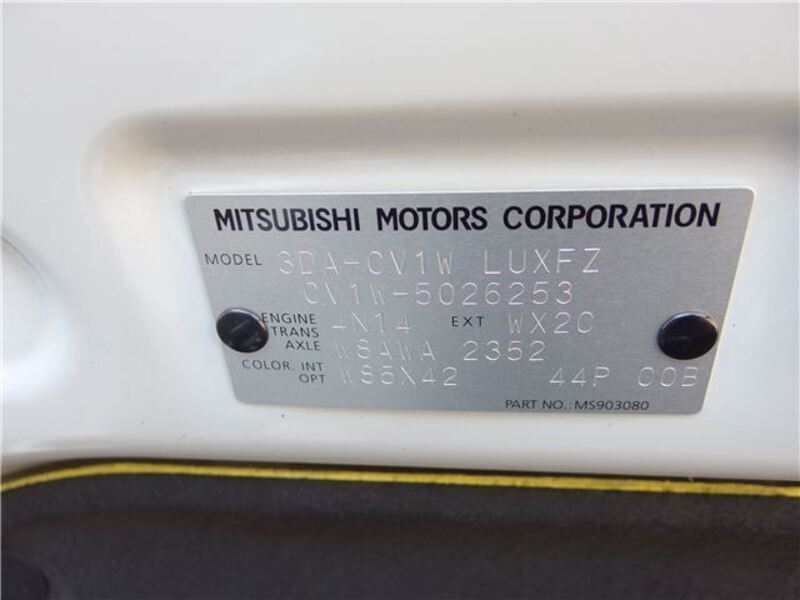 MITSUBISHI MOTORS CORPORATION
MODEL 3DA-CV1W LUXFZ
CV1W-5026253
ENGINE 4N14 EXT WX2C
TRANS AXLE W8AWA 2352
COLOR. INT OPT W85X42 44P C0B
PART NO.: MS903080